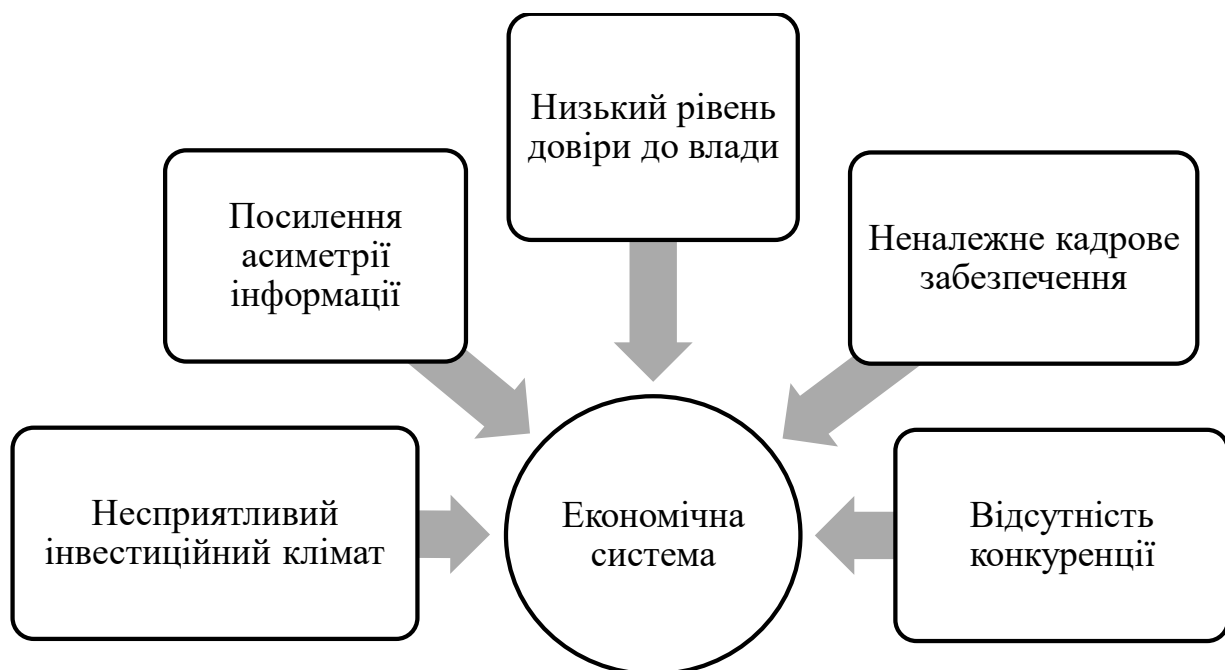 Низький рівень
довіри до влади
Посилення
асиметрії
інформації
Неналежне кадрове
забезпечення
Несприятливий
інвестиційний клімат
Економічна
система
Відсутність
конкуренції